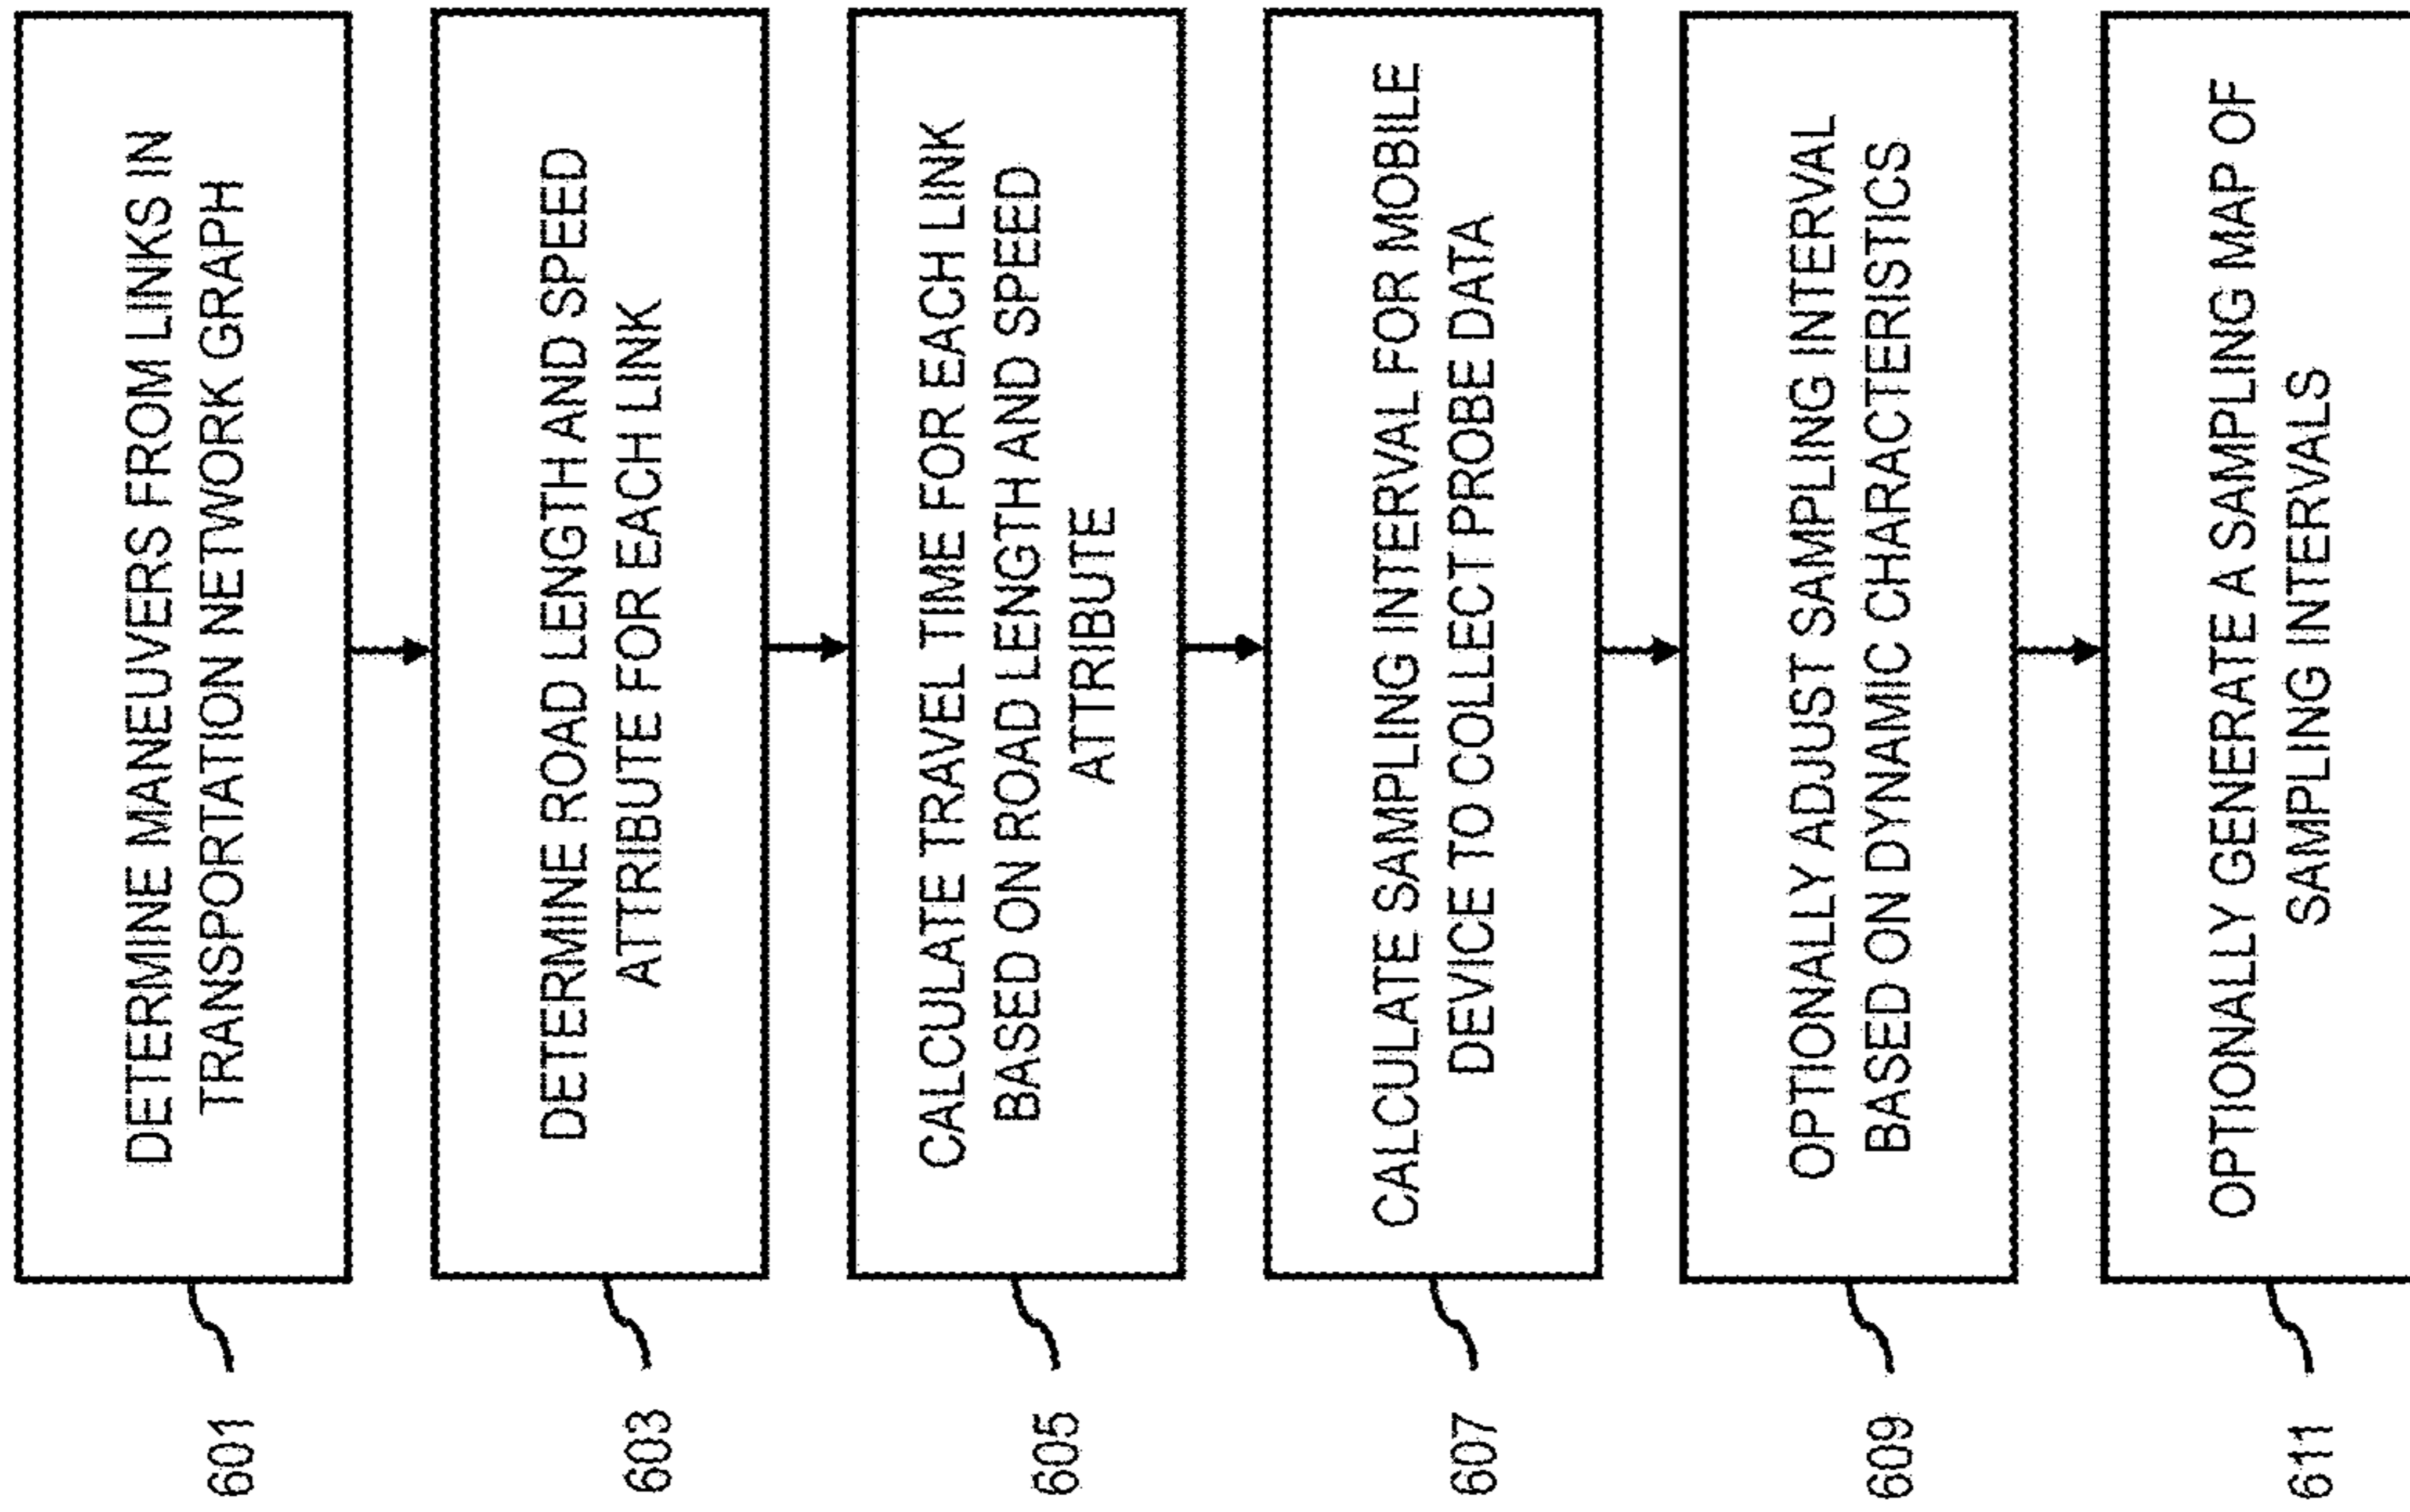 601
DETERMINE MANEUVERS FROM LINKS IN
TRANSPORTATION NETWORK GRAPH
603
DETERMINE ROAD LENGTH AND SPEED
ATTRIBUTE FOR EACH LINK
605
CALCULATE TRAVEL TIME FOR EACH LINK
BASED ON ROAD LENGTH AND SPEED
ATTRIBUTE
607
CALCULATE SAMPLING INTERVAL FOR MOBILE
DEVICE TO COLLECT PROBE DATA
609
OPTIONALLY ADJUST SAMPLING INTERVAL
BASED ON DYNAMIC CHARACTERISTICS
611
OPTIONALLY GENERATE A SAMPLING MAP OF
SAMPLING INTERVALS